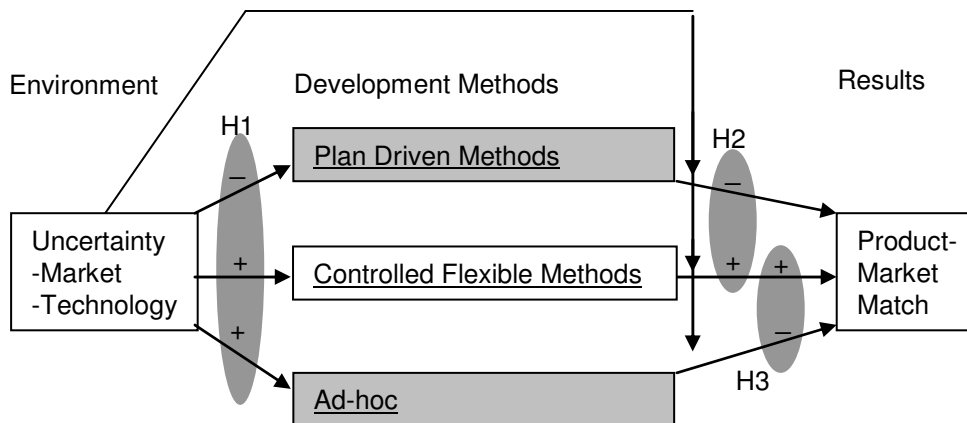 Environment
Development Methods
Results
H1
H2
Plan Driven Methods
–
–
Uncertainty
-Market
-Technology
+
Controlled Flexible Methods
+
+
Product-
Market
Match
+
–
H3
Ad-hoc